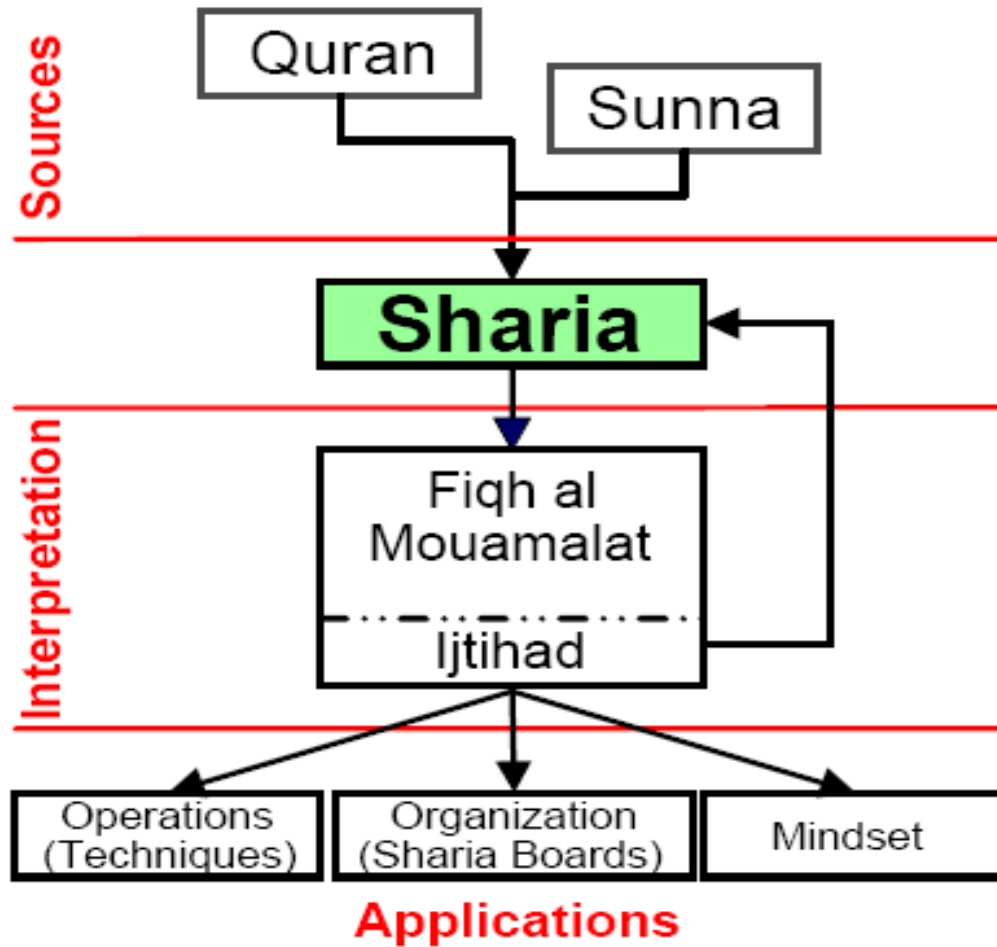 Sources
Quran
Sunna
Sharia
Interpretation
Fiqh al
Mouamalat
Ijtihad
Operations
(Techniques)
Organization
(Sharia Boards)
Mindset
Applications